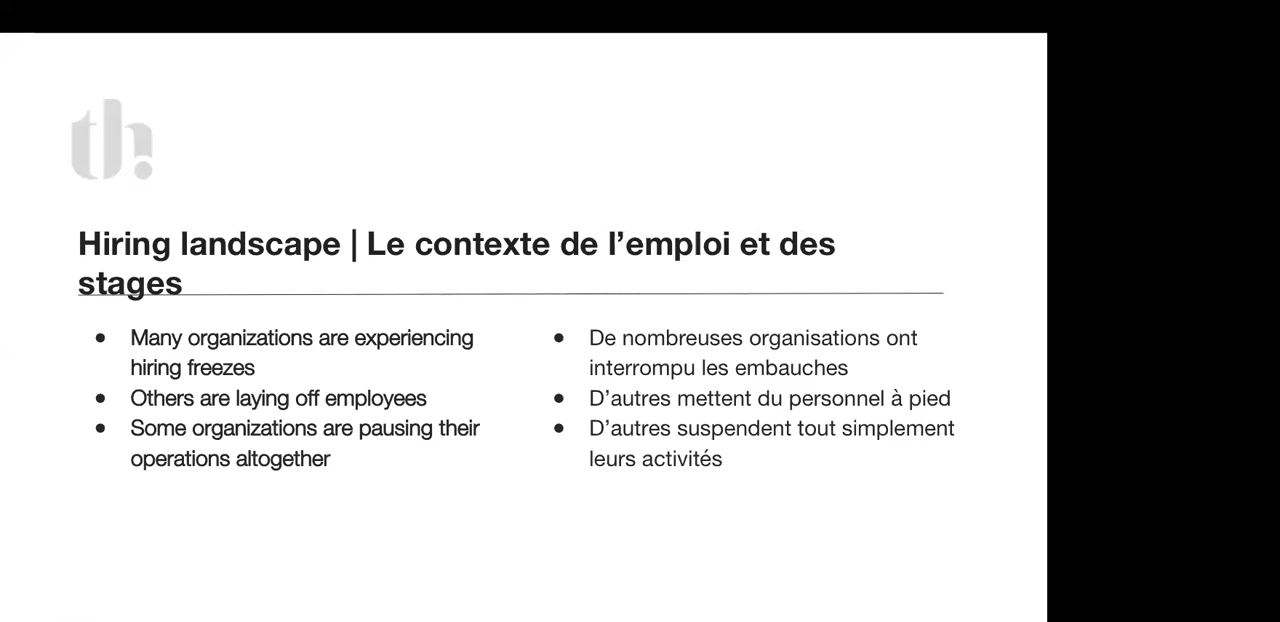 th
Hiring landscape | Le contexte de l’emploi et des
stages
● Many organizations are experiencing
hiring freezes
● Others are laying off employees
● Some organizations are pausing their
operations altogether
● De nombreuses organisations ont
interrompu les embauches
● D’autres mettent du personnel à pied
● D’autres suspendent tout simplement
leurs activités